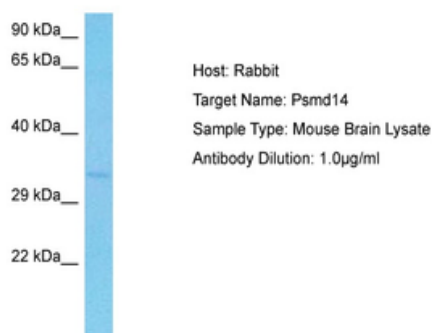 90 kDa__
65 kDa__
40 kDa__
29 kDa__
22 kDa__
Host: Rabbit
Target Name: Psmd14
Sample Type: Mouse Brain Lysate
Antibody Dilution: 1.0µg/ml